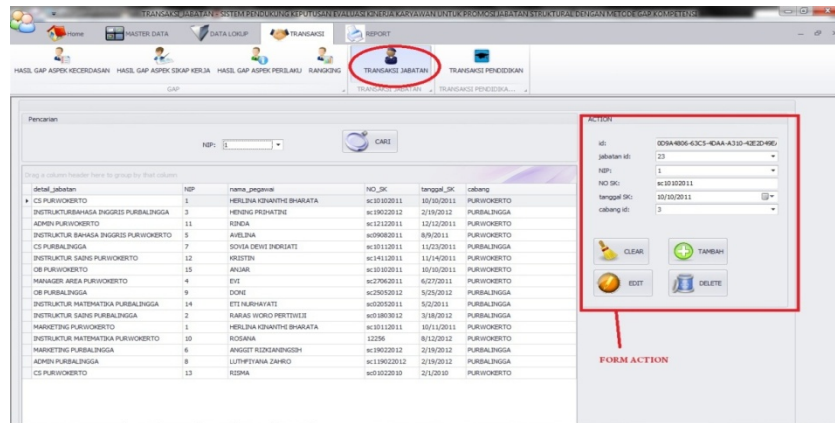 TRANSAKSI JABATAN - SISTEM PENDUKUNG KEPUTUSAN EVALUASI KINERJA KARYAWAN UNTUK PROMOSI JABATAN STRUKTURAL DENGAN METODE GAP KOMPETENSI
Home MASTER DATA DATA LOKUP TRANSAKSI REPORT
HASIL GAP ASPEK KECERDASAN HASIL GAP ASPEK SIKAP KERJA HASIL GAP ASPEK PERILAKU RANGKING TRANSAKSI JABATAN TRANSAKSI PENDIDIKAN
GAP TRANSAKSI JABATAN TRANSAKSI PENDIDIKA...
Pencarian
NIP: 1 CARI
Drag a column header here to group by that column
detail_jabatan NIP nama_pegawai NO_SK tanggal_SK cabang
CS PURWOKERTO 1 HERLINA KINANTHI BHARATA sc10102011 10/10/2011 PURWOKERTO
INSTRUKTURBAHASA INGGRIS PURBALINGGA 3 HENING PRIHATINI sc19022012 2/19/2012 PURBALINGGA
ADMIN PURWOKERTO 11 RINDA sc12122012 12/12/2011 PURWOKERTO
INSTRUKTUR BAHASA INGGRIS PURWOKERTO 5 AVELINA sc09082011 8/9/2011 PURWOKERTO
CS PURBALINGGA 7 SOVIA DEWI INDRIATI sc10112011 11/23/2011 PURBALINGGA
INSTRUKTUR SAINS PURWOKERTO 12 KRISTIN sc14112011 11/14/2011 PURWOKERTO
OB PURWOKERTO 15 ANJAR sc10102011 10/10/2011 PURWOKERTO
MANAGER AREA PURWOKERTO 4 EVI sc27062011 6/27/2011 PURWOKERTO
OB PURBALINGGA 9 DONI sc25052012 5/25/2012 PURBALINGGA
INSTRUKTUR MATEMATIKA PURBALINGGA 14 ETI NURHAYATI sc02052011 5/2/2011 PURBALINGGA
INSTRUKTUR SAINS PURBALINGGA 2 RARAS WORO PERTIWI.II sc01803012 3/18/2012 PURBALINGGA
MARKETING PURWOKERTO 1 HERLINA KINANTHI BHARATA sc10112011 10/11/2011 PURWOKERTO
INSTRUKTUR MATEMATIKA PURWOKERTO 10 ROSANA 12256 8/12/2012 PURWOKERTO
MARKETING PURBALINGGA 6 ANGGIT RIZKIANINGSIH sc19022012 2/19/2012 PURBALINGGA
ADMIN PURBALINGGA 8 LUTHFIYANA ZAHRO sc119022012 2/19/2012 PURBALINGGA
CS PURWOKERTO 13 RISMA sc01022010 2/1/2010 PURWOKERTO
ACTION
id: 0D9A4806-63C5-4DAA-A310-42E2D49E
jabatan id: 23
NIP: 1
NO SK: sc10102011
tanggal SK: 10/10/2011
cabang id: 3
CLEAR TAMBAH
EDIT DELETE
FORM ACTION